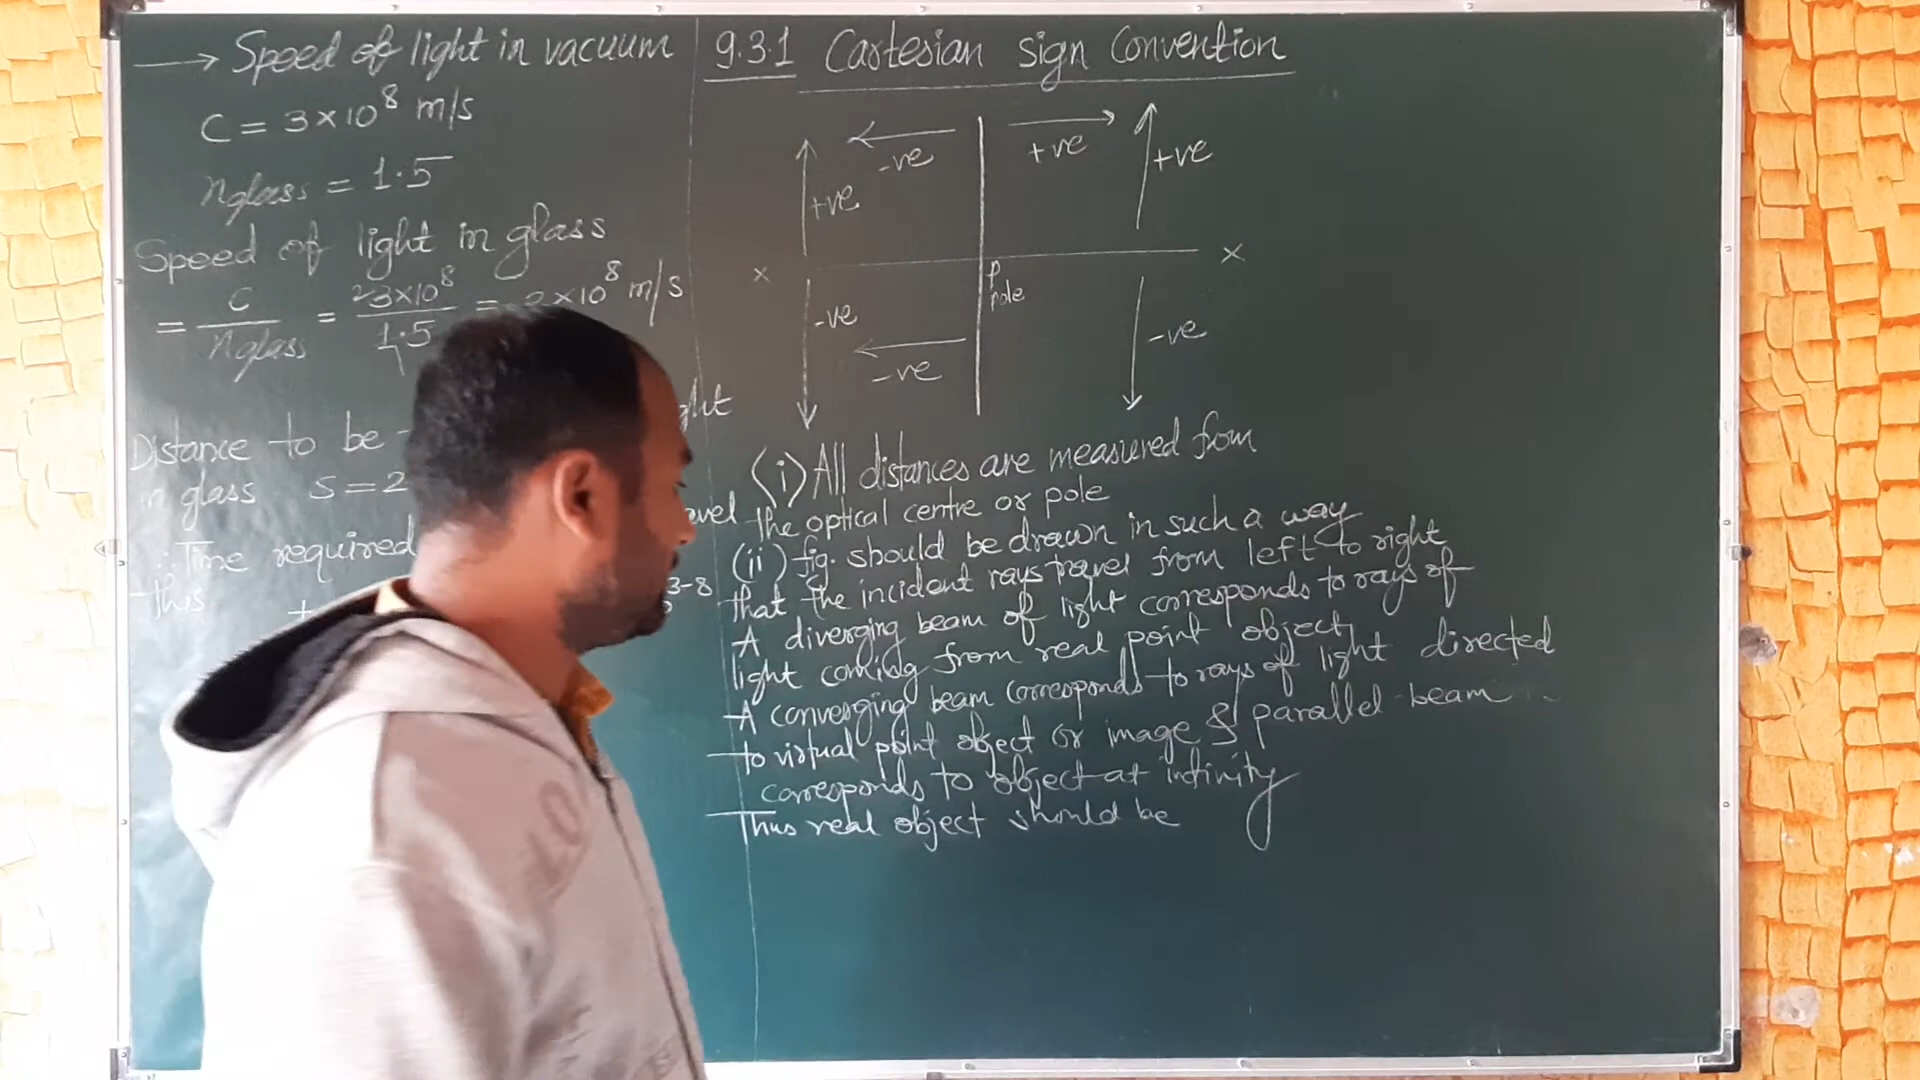 → Speed of light in vacuum
C = 3×10⁸ m/s
nglass = 1.5
Speed of light in glass
= C/nglass = 3×10⁸/1.5 = 2×10⁸ m/s
Distance to be
in glass S = 2
∴ Time required
this
ght
avel
9.3.1 Cartesian Sign Convention
-ve +ve +ve
+ve
x x
P
pole
-ve -ve
-ve
(i) All distances are measured from
the optical centre or pole
(ii) fig. should be drawn in such a way
that the incident rays travel from left to right
A diverging beam of light corresponds to rays of
light coming from real point object
A converging beam corresponds to rays of light directed
to virtual point object or image & parallel beam
corresponds to object at infinity
Thus real object should be